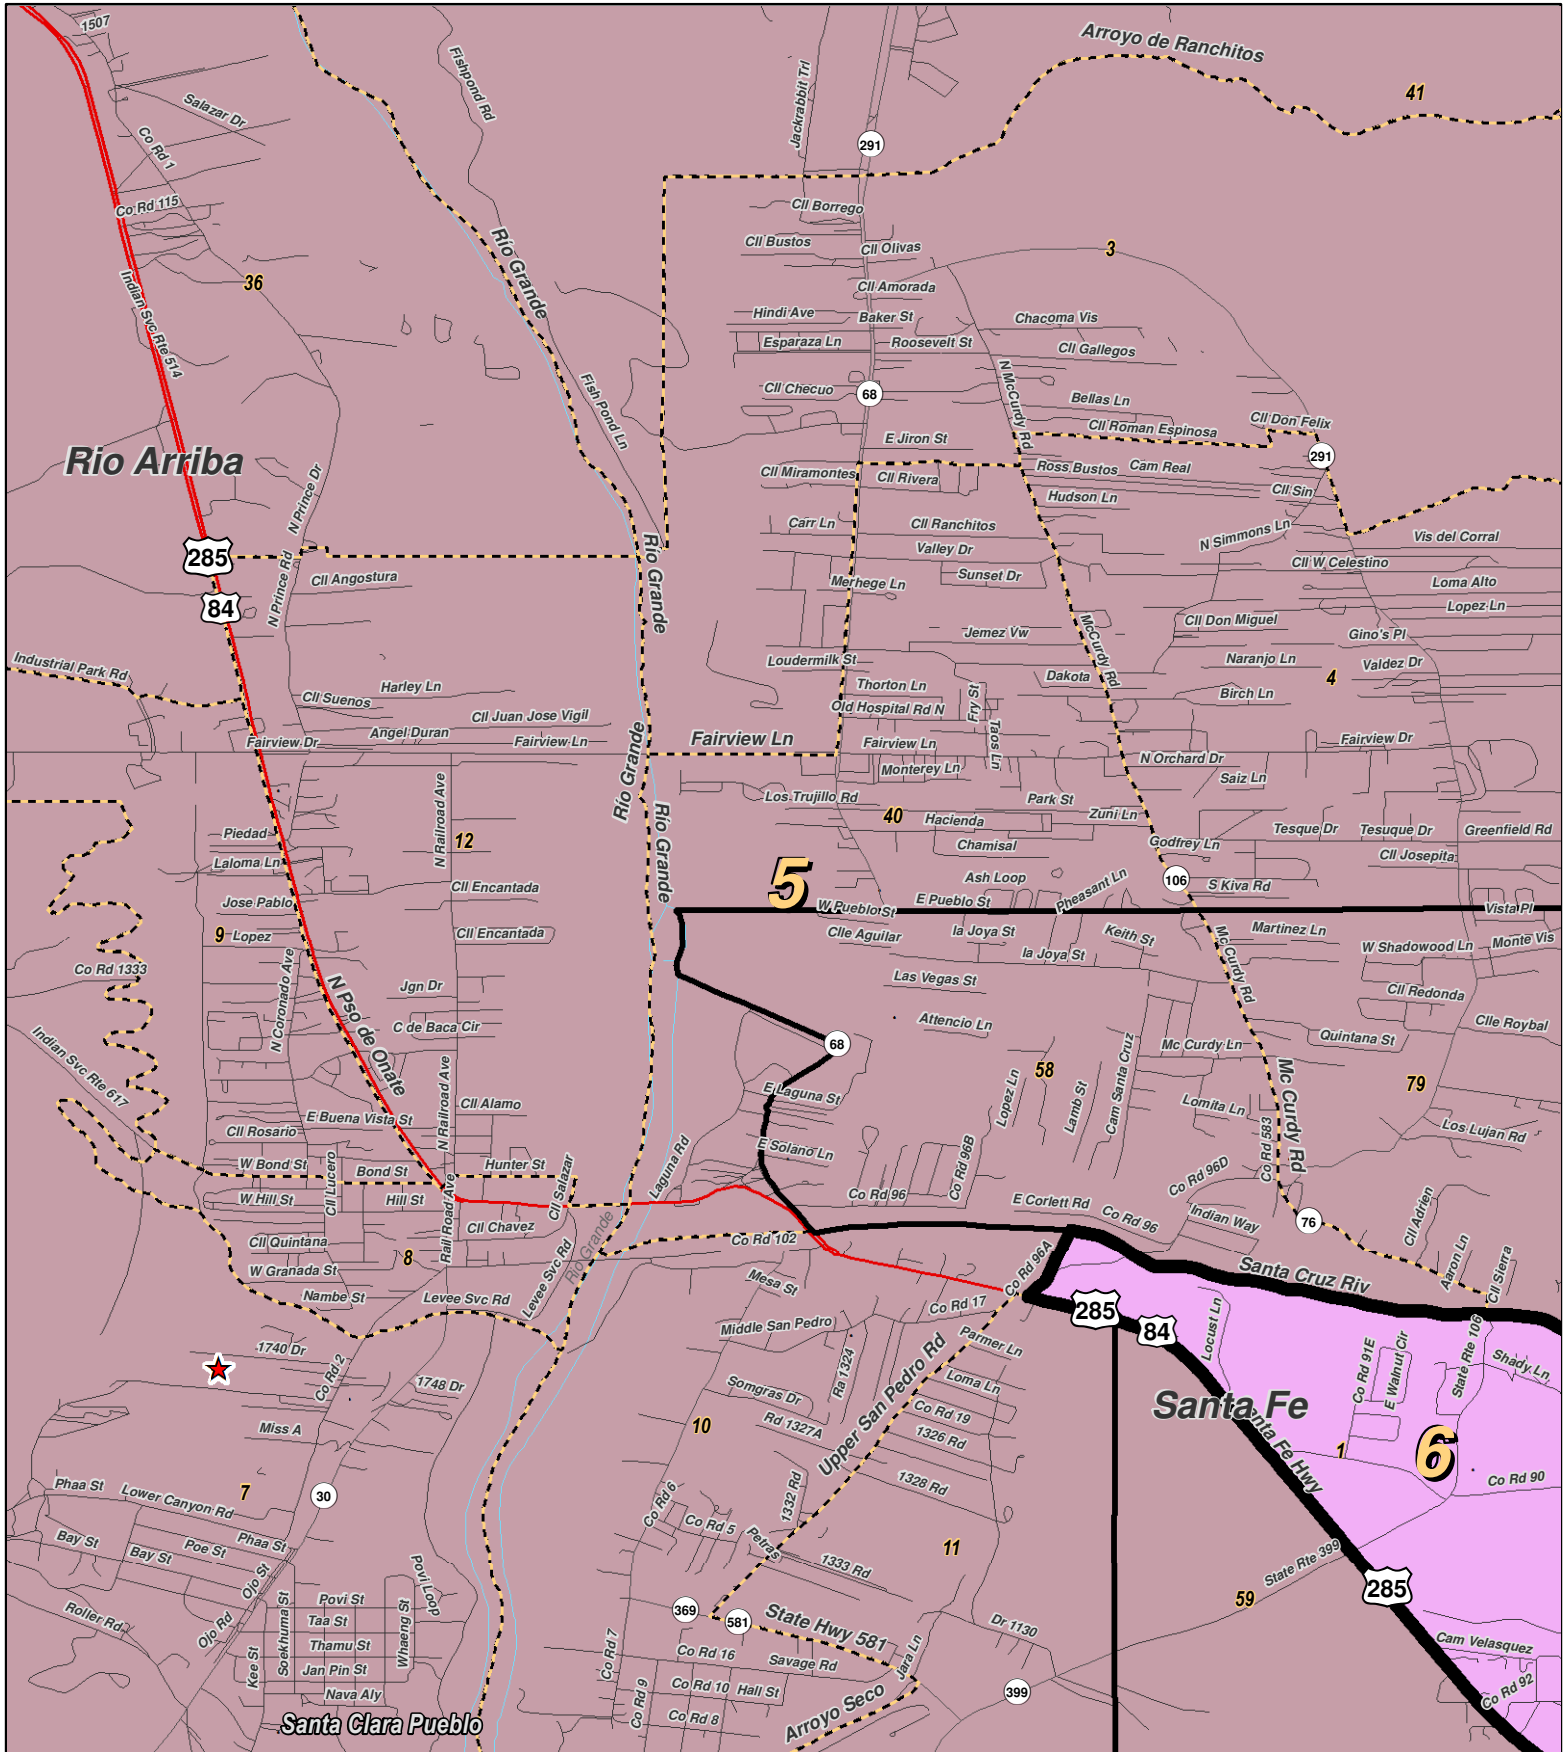 1507
Arroyo de Ranchitos
Fishpond Rd
Jackrabbit Trl
41
Salazar Dr
Co Rd 1
291
Co Rd 115
Cll Borrego
Cll Bustos
Cll Olivas
3
Rio Grande
36
Indian Svc Rte 514
Cll Amorada
Hindi Ave
Baker St
Chacoma Vis
Esparaza Ln
Roosevelt St
Cll Gallegos
Fish Pond Ln
Cll Checuo
68
N McCurdy Rd
Bellas Ln
Cll Roman Espinosa
Cll Don Felix
E Jiron St
291
Rio Arriba
N Prince Dr
Cll Miramontes
Cll Rivera
Ross Bustos
Cam Real
Hudson Ln
Cll Sin
Carr Ln
Cll Ranchitos
N Simmons Ln
Vis del Corral
285
Rio Grande
Valley Dr
Cll W Celestino
N Prince Rd
Cll Angostura
Merhege Ln
Sunset Dr
Loma Alto
84
Lopez Ln
McCurdy Rd
Cll Don Miguel
Jemez Vw
Gino's Pl
Industrial Park Rd
Loudermilk St
Naranjo Ln
Valdez Dr
Dakota
4
Cll Suenos
Harley Ln
Thorton Ln
Fry St
Birch Ln
Old Hospital Rd N
Cll Juan Jose Vigil
Angel Duran
Fairview Dr
Fairview Ln
Rio Grande
Fairview Ln
Fairview Ln
Taos Ln
Fairview Dr
N Orchard Dr
Monterey Ln
Saiz Ln
N Railroad Ave
Los Trujillo Rd
Park St
Rio Grande
40
Hacienda
Zuni Ln
Piedad
12
Tesque Dr
Tesuque Dr
Greenfield Rd
Chamisal
Godfrey Ln
Laloma Ln
Cll Josepita
5
Ash Loop
Pheasant Ln
106
S Kiva Rd
Cll Encantada
Jose Pablo
W Pueblo St
E Pueblo St
Vista Pl
9
Lopez
Cll Encantada
Clle Aguilar
la Joya St
Keith St
Martinez Ln
Monte Vis
W Shadowood Ln
la Joya St
Co Rd 1333
N Coronado Ave
N Pso de Onate
Mc Curdy Rd
Las Vegas St
Jgn Dr
Cll Redonda
C de Baca Cir
Attencio Ln
Clle Roybal
Quintana St
68
Mc Curdy Ln
Indian Svc Rte 617
58
79
E Laguna St
Lopez Ln
Lamb St
Cam Santa Cruz
Cll Alamo
Lomita Ln
E Buena Vista St
N Railroad Ave
Mc Curdy Rd
Cll Rosario
Co Rd 583
Los Lujan Rd
E Solano Ln
W Bond St
Bond St
Hunter St
Laguna Rd
Co Rd 96B
Co Rd 96D
W Hill St
Cll Lucero
Hill St
Rail Road Ave
Cll Salazar
Co Rd 96
E Corlett Rd
Co Rd 96
Indian Way
76
Cll Chavez
Cll Adrien
Cll Quintana
Co Rd 102
8
Rio Grande
Co Rd 96A
W Granada St
Levee Svc Rd
Mesa St
Santa Cruz Riv
Aaron Ln
Cll Sierra
Nambe St
Levee Svc Rd
Co Rd 17
285
Middle San Pedro
84
Locust Ln
1740 Dr
Parmer Ln
Ra 1324
Upper San Pedro Rd
Co Rd 91E
E Walnut Cir
State Rte 106
Shady Ln
Co Rd 2
1748 Dr
Somgras Dr
Loma Ln
Santa Fe
Miss A
10
Rd 1327A
Co Rd 19
1326 Rd
Santa Fe Hwy
1
6
1328 Rd
Phaa St
Lower Canyon Rd
7
30
Co Rd 6
1332 Rd
Co Rd 90
Co Rd 5
Petras
Bay St
Bay St
Poe St
Phaa St
11
1333 Rd
State Rte 399
Ojo St
Povi Loop
59
285
Povi St
Roller Rd
Ojo Rd
Soekhuma St
Taa St
Whaeng St
369
581
State Hwy 581
Dr 1130
Thamu St
Cam Velasquez
Kee St
Jan Pin St
Co Rd 7
Co Rd 16
Savage Rd
Jara Ln
Nava Aly
Co Rd 9
Co Rd 10
Hall St
399
Co Rd 92
Santa Clara Pueblo
Co Rd 8
Arroyo Seco